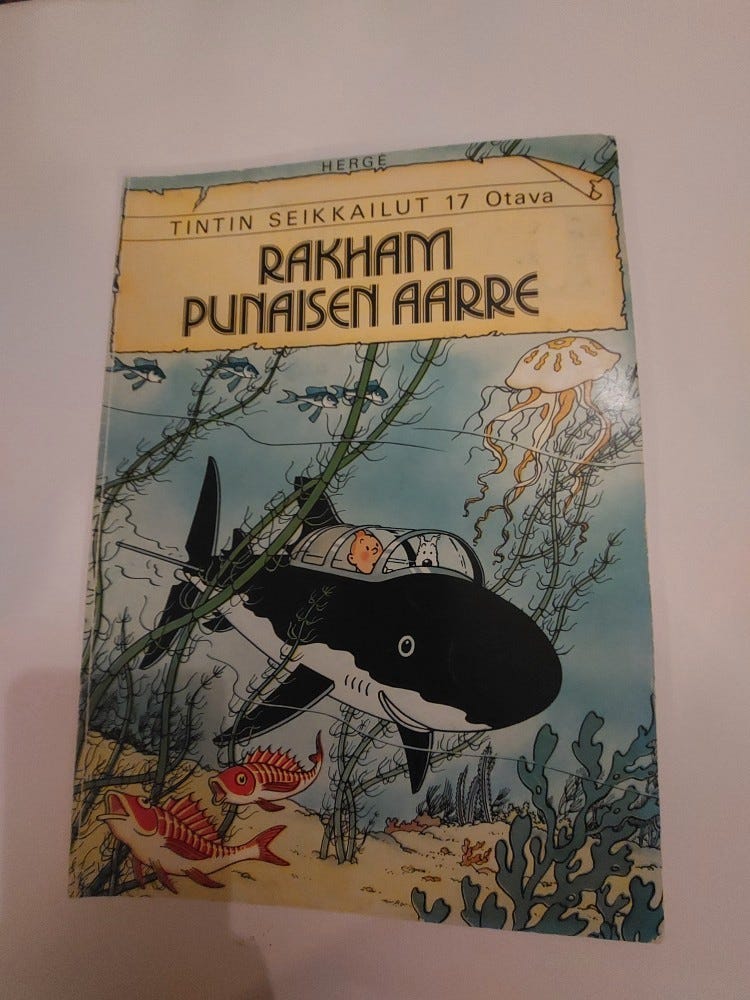 HERGÉ
TINTIN SEIKKAILUT 17 Otava
RAKHAM
PUNAISEN AARRE